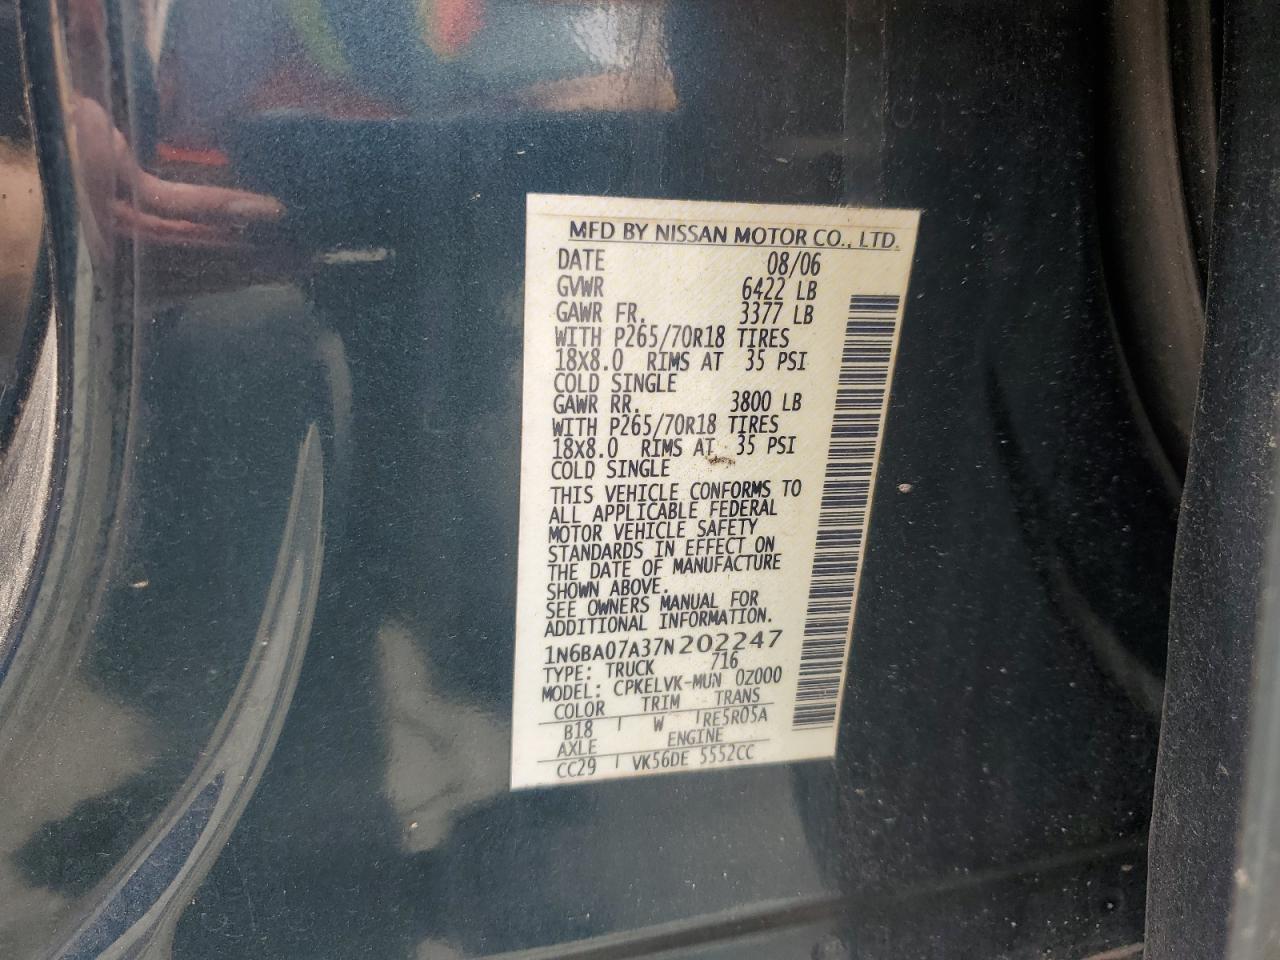 MFD BY NISSAN MOTOR CO., LTD.
DATE 08/06
GVWR 6422 LB
GAWR FR. 3377 LB
WITH P265/70R18 TIRES
18X8.0 RIMS AT 35 PSI
COLD SINGLE
GAWR RR. 3800 LB
WITH P265/70R18 TIRES
18X8.0 RIMS AT 35 PSI
COLD SINGLE
THIS VEHICLE CONFORMS TO
ALL APPLICABLE FEDERAL
MOTOR VEHICLE SAFETY
STANDARDS IN EFFECT ON
THE DATE OF MANUFACTURE
SHOWN ABOVE.
SEE OWNERS MANUAL FOR
ADDITIONAL INFORMATION.
1N6BA07A37N202247
TYPE: TRUCK 716
MODEL: CPKELVK-MUN 0Z000
COLOR TRIM TRANS
B18 W RE5R05A
AXLE ENGINE
CC29 VK56DE 5552CC